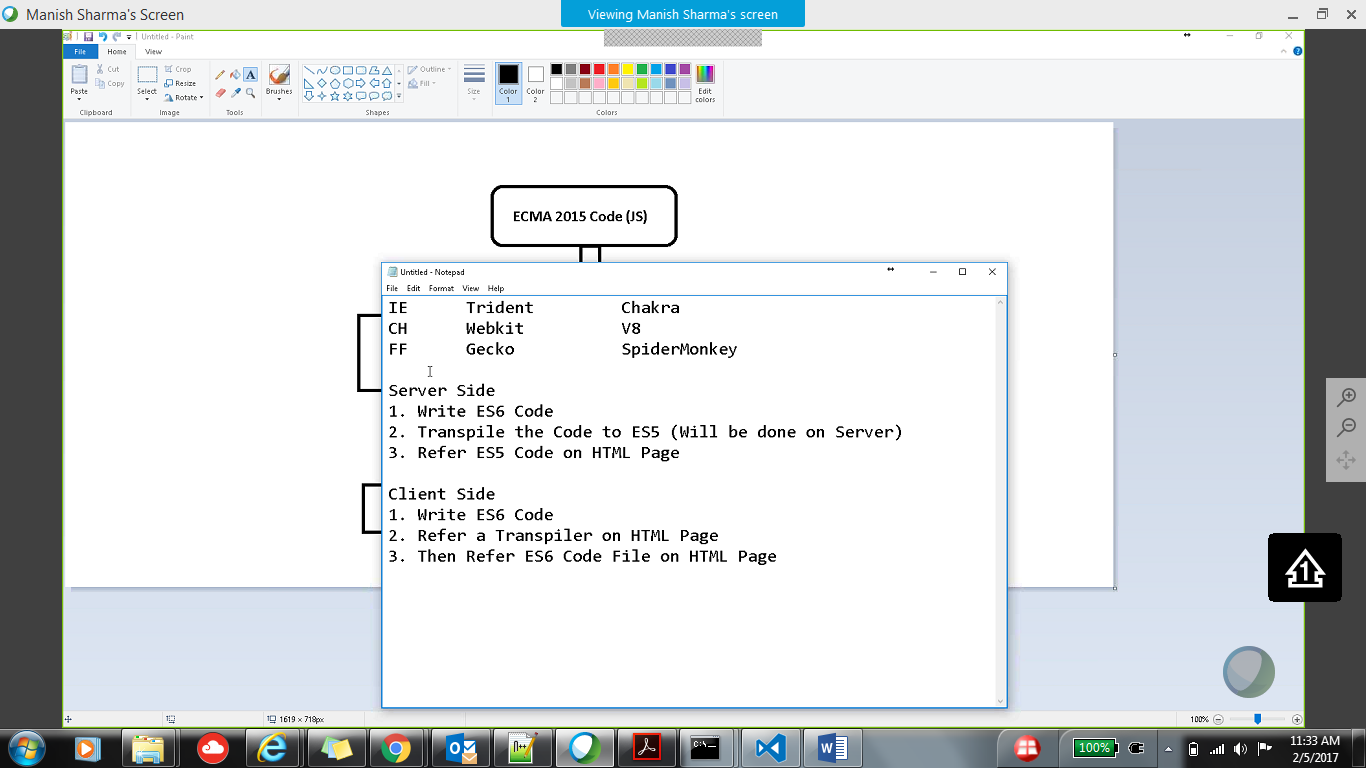 Manish Sharma's Screen
Viewing Manish Sharma's screen
Untitled - Paint
File Home View
Paste
Cut
Copy
Clipboard
Select
Crop
Resize
Rotate
Image
A
Tools
Brushes
Outline
Fill
Shapes
Size
Color 1
Color 2
Edit colors
Colors
ECMA 2015 Code (JS)
Untitled - Notepad
File Edit Format View Help
IE Trident Chakra
CH Webkit V8
FF Gecko SpiderMonkey
Server Side
1. Write ES6 Code
2. Transpile the Code to ES5 (Will be done on Server)
3. Refer ES5 Code on HTML Page
Client Side
1. Write ES6 Code
2. Refer a Transpiler on HTML Page
3. Then Refer ES6 Code File on HTML Page
1
1619 × 718px
100%
100%
11:33 AM
2/5/2017